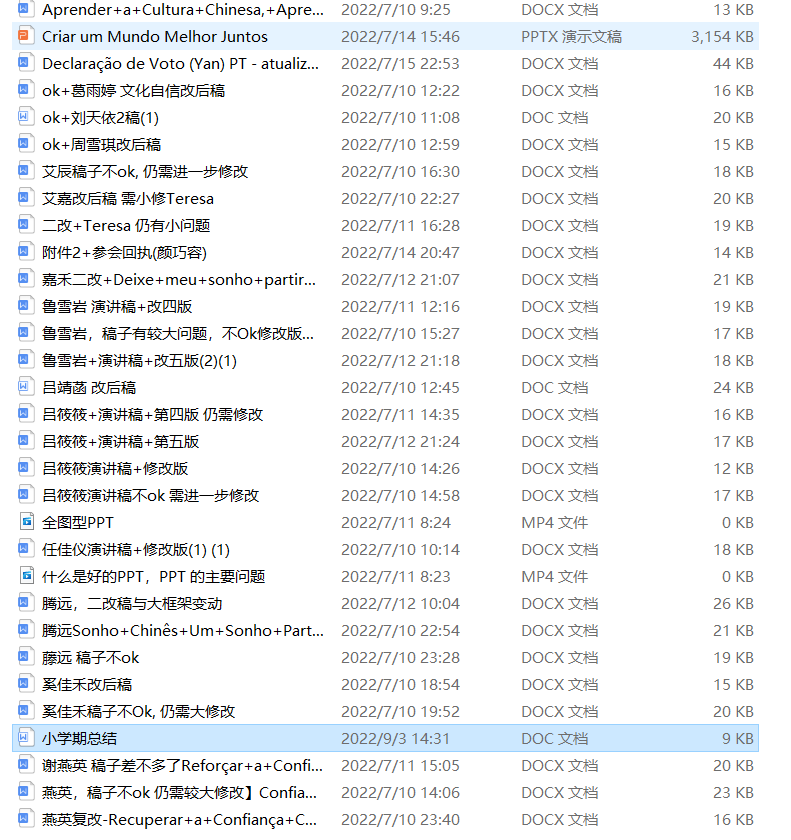 Aprender+a+Cultura+Chinesa,+Apre... 2022/7/10 9:25 DOCX 文档 13 KB
Criar um Mundo Melhor Juntos 2022/7/14 15:46 PPTX 演示文稿 3,154 KB
Declaração de Voto (Yan) PT - atualiz... 2022/7/15 22:53 DOCX 文档 44 KB
ok+葛雨婷 文化自信改后稿 2022/7/10 12:22 DOCX 文档 16 KB
ok+刘天依2稿(1) 2022/7/10 11:08 DOC 文档 20 KB
ok+周雪琪改后稿 2022/7/10 12:59 DOCX 文档 15 KB
艾辰稿子不ok, 仍需进一步修改 2022/7/10 16:30 DOCX 文档 18 KB
艾嘉改后稿 需小修Teresa 2022/7/10 22:27 DOCX 文档 20 KB
二改+Teresa 仍有小问题 2022/7/11 16:28 DOCX 文档 19 KB
附件2+参会回执(颜巧容) 2022/7/14 20:47 DOCX 文档 14 KB
嘉禾二改+Deixe+meu+sonho+partir... 2022/7/12 21:07 DOCX 文档 21 KB
鲁雪岩 演讲稿+改四版 2022/7/11 12:16 DOCX 文档 19 KB
鲁雪岩，稿子有较大问题，不Ok修改版... 2022/7/10 15:27 DOCX 文档 17 KB
鲁雪岩+演讲稿+改五版(2)(1) 2022/7/12 21:18 DOCX 文档 18 KB
吕靖菡 改后稿 2022/7/10 12:45 DOC 文档 24 KB
吕筱筱+演讲稿+第四版 仍需修改 2022/7/11 14:35 DOCX 文档 16 KB
吕筱筱+演讲稿+第五版 2022/7/12 21:24 DOCX 文档 17 KB
吕筱筱演讲稿+修改版 2022/7/10 14:26 DOCX 文档 12 KB
吕筱筱演讲稿不ok 需进一步修改 2022/7/10 14:58 DOCX 文档 17 KB
全图型PPT 2022/7/11 8:24 MP4 文件 0 KB
任佳仪演讲稿+修改版(1) (1) 2022/7/10 10:14 DOCX 文档 18 KB
什么是好的PPT，PPT 的主要问题 2022/7/11 8:23 MP4 文件 0 KB
腾远，二改稿与大框架变动 2022/7/12 10:04 DOCX 文档 26 KB
腾远Sonho+Chinês+Um+Sonho+Part... 2022/7/10 22:54 DOCX 文档 21 KB
藤远 稿子不ok 2022/7/10 23:28 DOCX 文档 19 KB
奚佳禾改后稿 2022/7/10 18:54 DOCX 文档 15 KB
奚佳禾稿子不Ok, 仍需大修改 2022/7/10 19:52 DOCX 文档 20 KB
小学期总结 2022/9/3 14:31 DOC 文档 9 KB
谢燕英 稿子差不多了Reforçar+a+Confi... 2022/7/11 15:05 DOCX 文档 20 KB
燕英，稿子不ok 仍需较大修改】Confia... 2022/7/10 14:06 DOCX 文档 23 KB
燕英复改-Recuperar+a+Confiança+C... 2022/7/10 23:40 DOCX 文档 16 KB